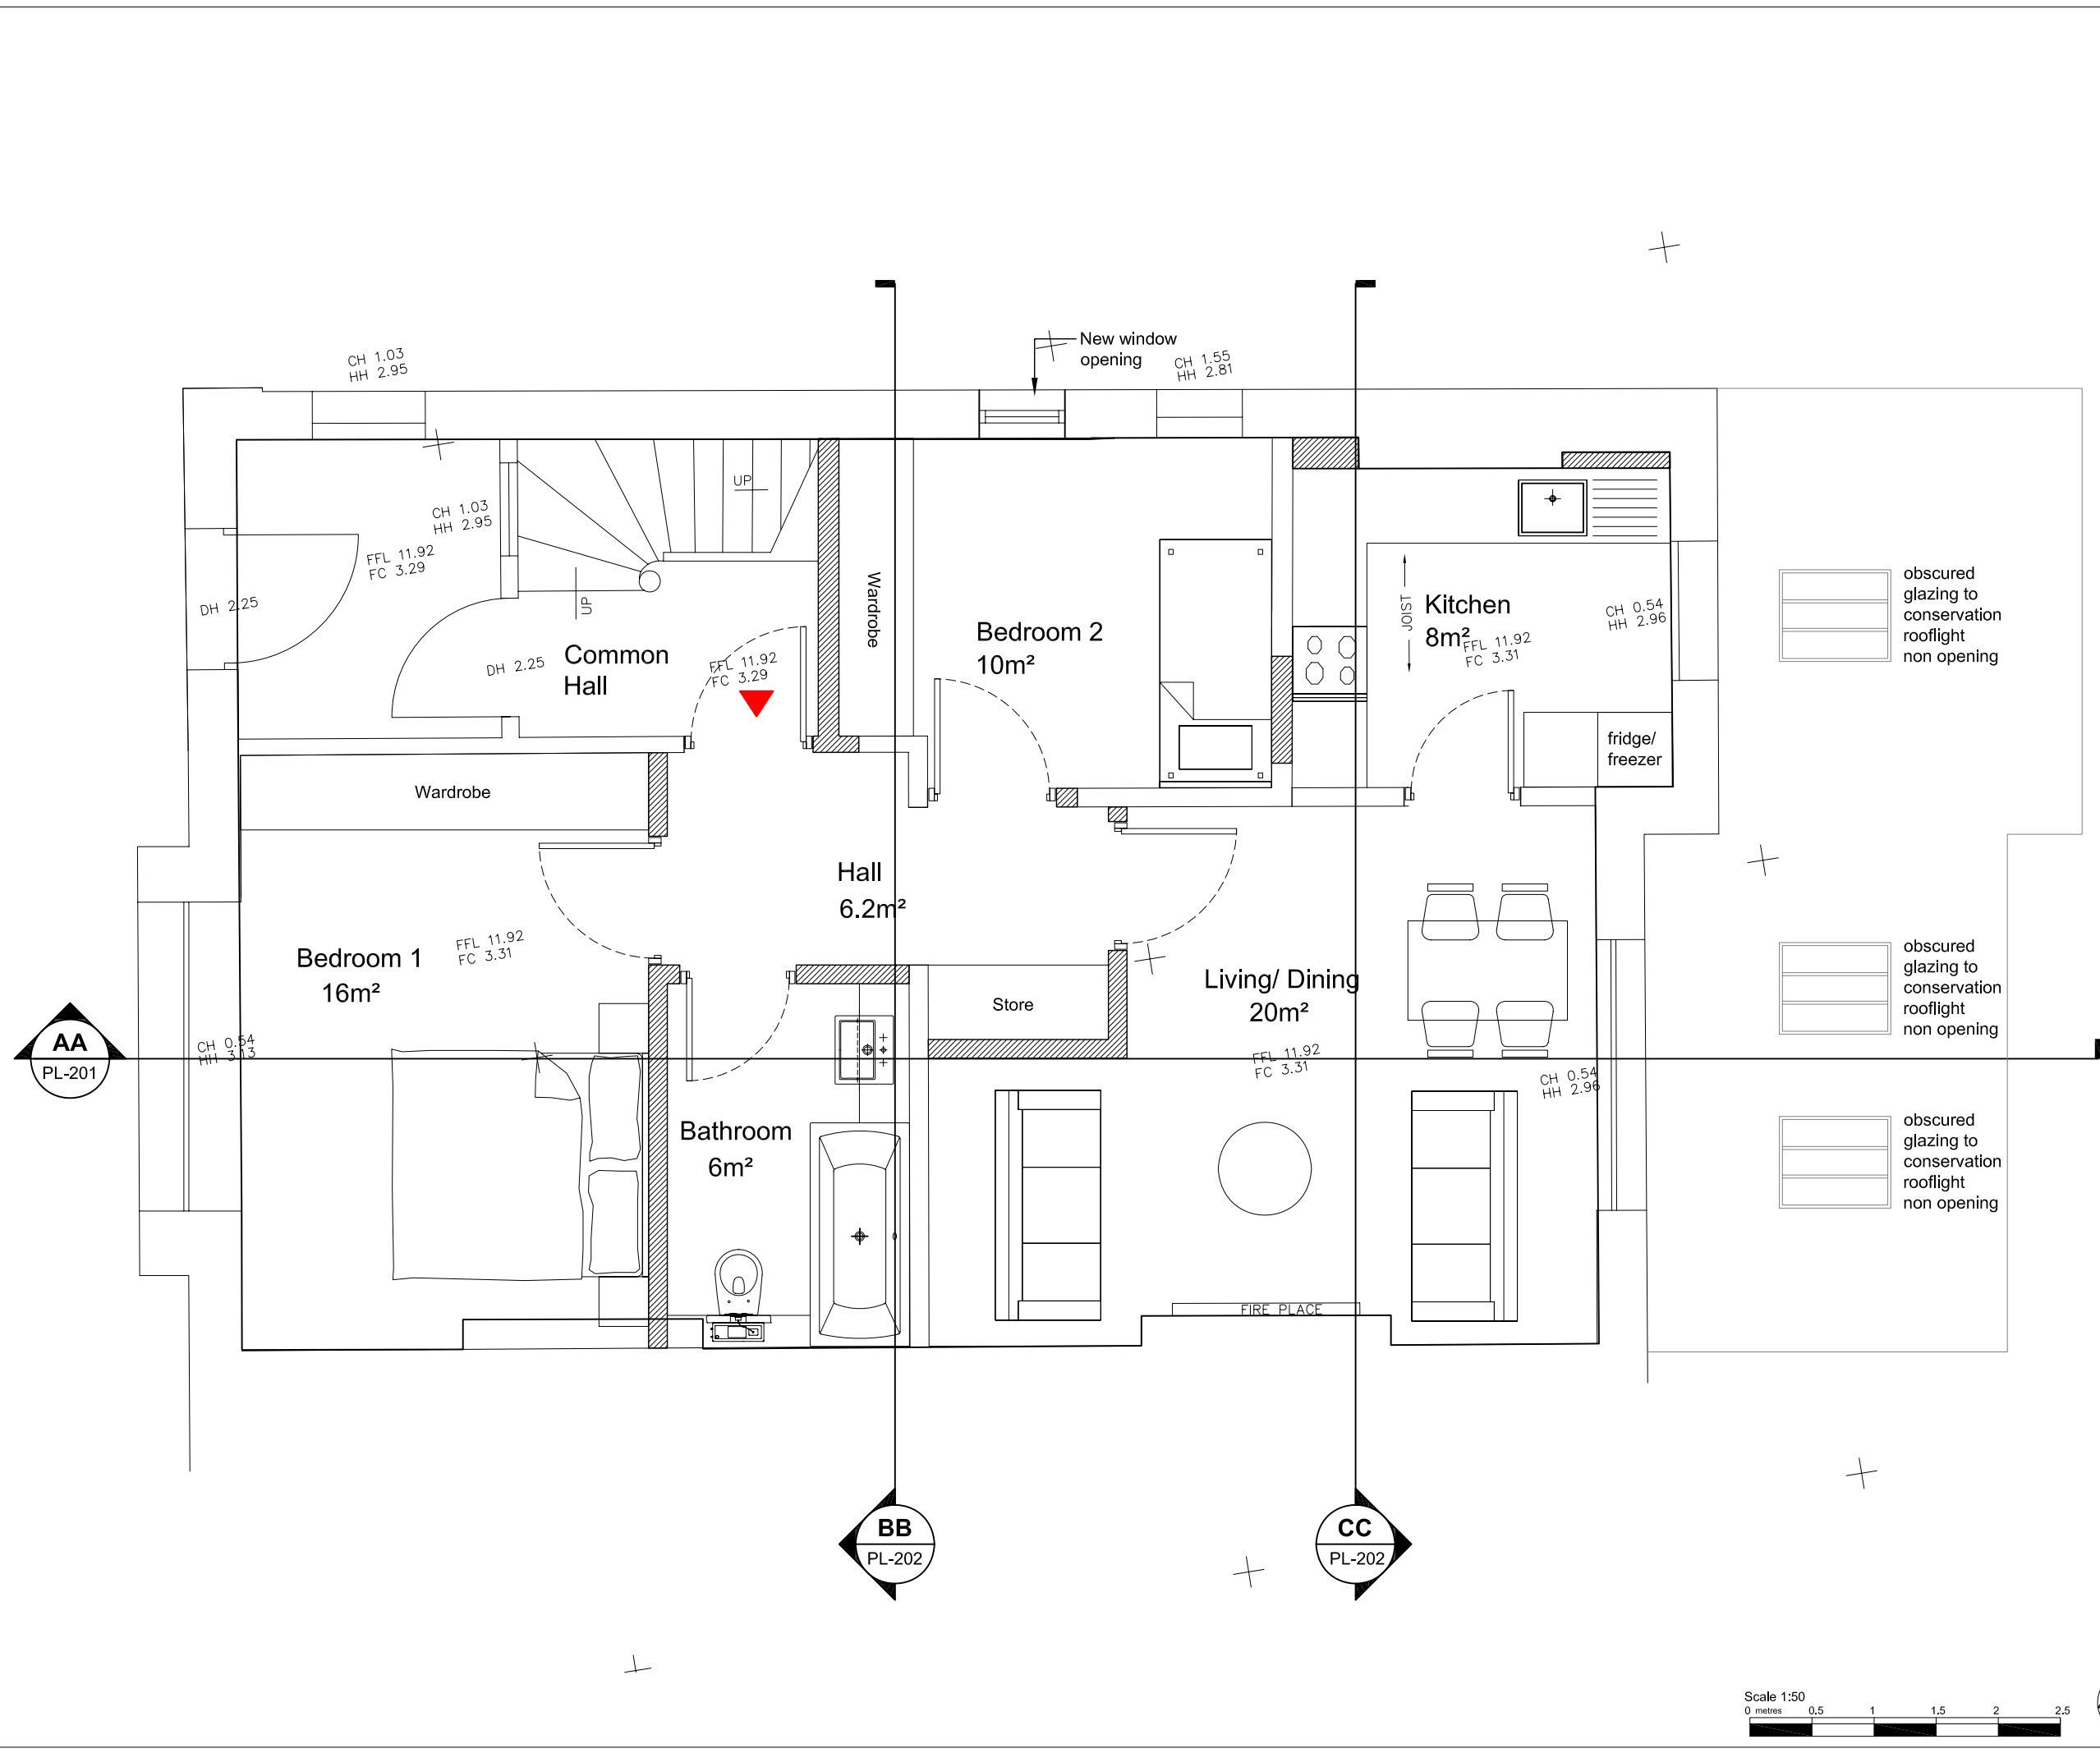 New window
opening
CH 1.03
HH 2.95
CH 1.55
HH 2.81
UP
CH 1.03
HH 2.95
FFL 11.92
FC 3.29
DH 2.25
UP
Wardrobe
Common
Hall
DH 2.25
FFL 11.92
FC 3.29
Bedroom 2
10m²
JOIST
Kitchen
8m²
FFL 11.92
FC 3.31
CH 0.54
HH 2.96
obscured
glazing to
conservation
rooflight
non opening
fridge/
freezer
Wardrobe
Hall
6.2m²
Bedroom 1
16m²
FFL 11.92
FC 3.31
Store
Living/ Dining
20m²
obscured
glazing to
conservation
rooflight
non opening
AA
PL-201
CH 0.54
HH 3.13
FFL 11.92
FC 3.31
CH 0.54
HH 2.96
Bathroom
6m²
obscured
glazing to
conservation
rooflight
non opening
FIRE PLACE
BB
PL-202
CC
PL-202
Scale 1:50
0 metres 0.5 1 1.5 2 2.5